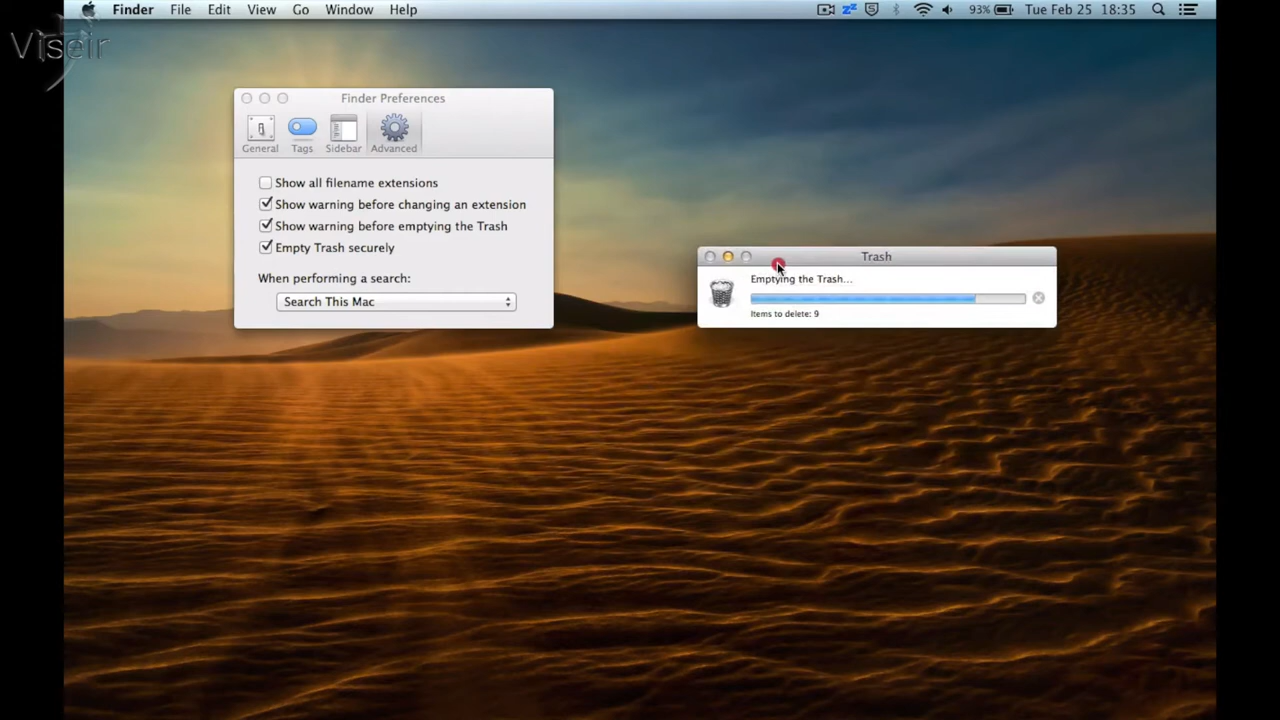 Finder File Edit View Go Window Help
93% Tue Feb 25 18:35
Viseir
Finder Preferences
General Tags Sidebar Advanced
Show all filename extensions
Show warning before changing an extension
Show warning before emptying the Trash
Empty Trash securely
When performing a search:
Search This Mac
Trash
Emptying the Trash...
Items to delete: 9